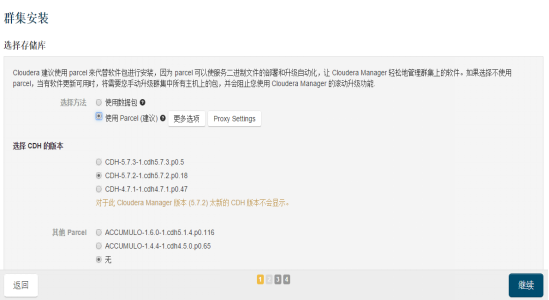 群集安装
选择存储库
Cloudera 建议使用 parcel 来代替软件包进行安装，因为 parcel 可以使服务二进制文件的部署和升级自动化，让 Cloudera Manager 轻松地管理群集上的软件。如果选择不使用
parcel，当有软件更新可用时，将需要您手动升级群集中所有主机上的包，并会阻止您使用 Cloudera Manager 的滚动升级功能
选择方法 使用数据包 ?
使用 Parcel (建议) ? 更多选项 Proxy Settings
选择 CDH 的版本
CDH-5.7.3-1.cdh5.7.3.p0.5
CDH-5.7.2-1.cdh5.7.2.p0.18
CDH-4.7.1-1.cdh4.7.1.p0.47
对于此 Cloudera Manager 版本 (5.7.2) 太新的 CDH 版本不会显示。
其他 Parcel ACCUMULO-1.6.0-1.cdh5.1.4.p0.116
ACCUMULO-1.4.4-1.cdh4.5.0.p0.65
无
返回 1 2 3 4 继续